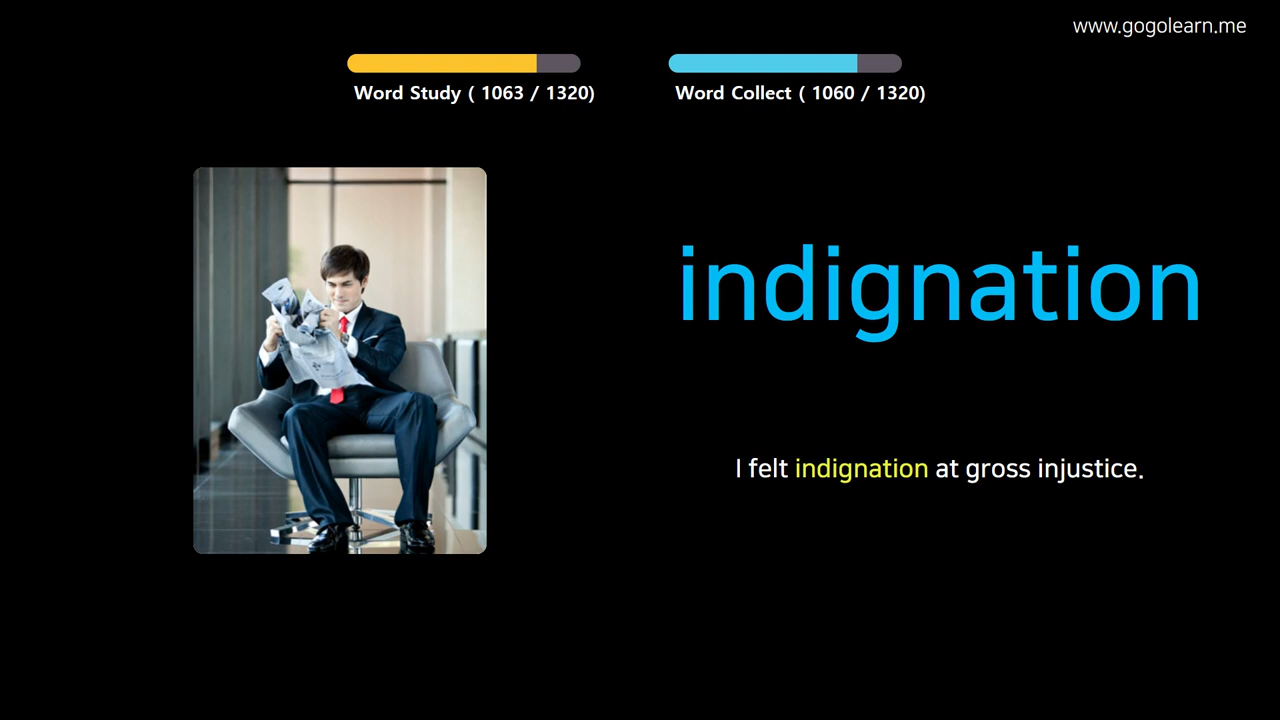 www.gogolearn.me
Word Study ( 1063 / 1320)
Word Collect ( 1060 / 1320)
indignation
I felt indignation at gross injustice.